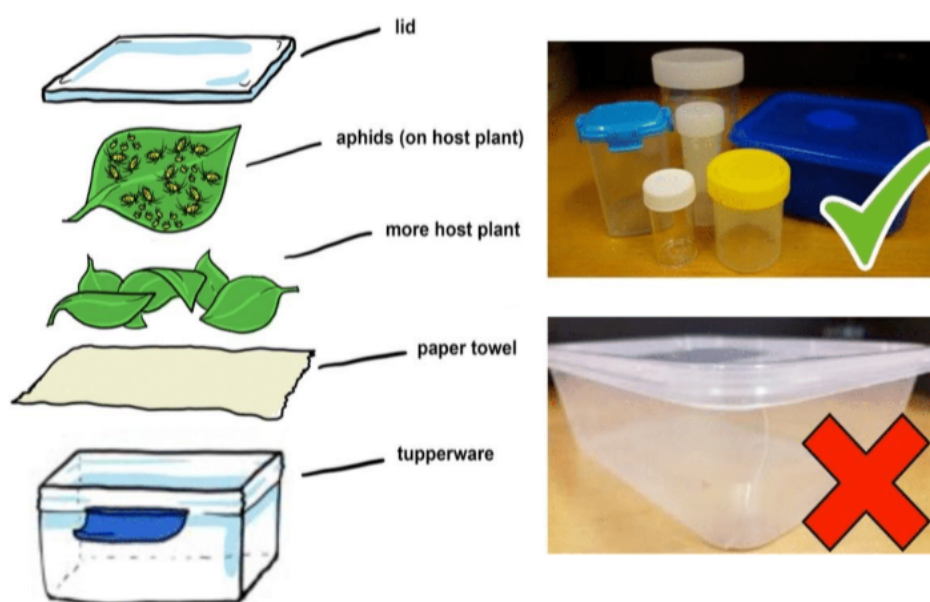 lid
aphids (on host plant)
more host plant
paper towel
tupperware